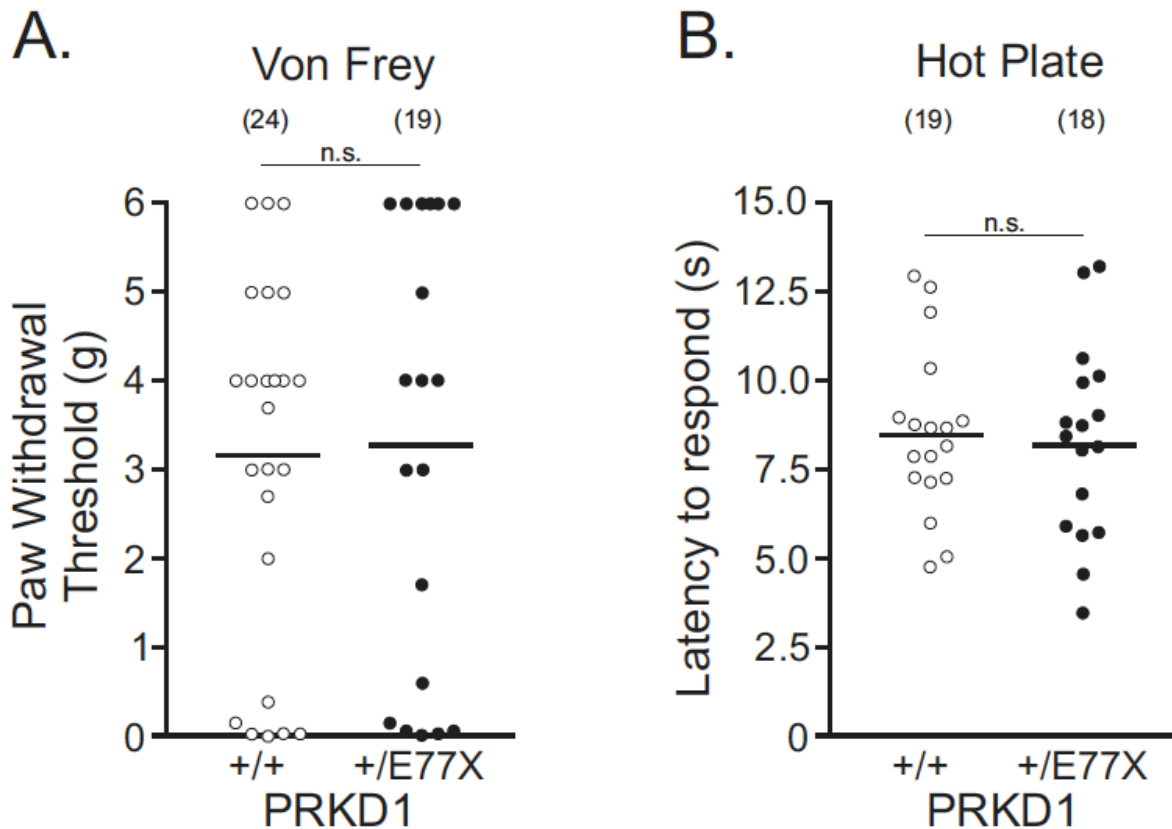 A.
Von Frey
(24) (19)
n.s.
6
5
4
3
2
1
0
Paw Withdrawal
Threshold (g)
+/+ +/E77X
PRKD1
B.
Hot Plate
(19) (18)
n.s.
15.0
12.5
10.0
7.5
5.0
2.5
0
Latency to respond (s)
+/+ +/E77X
PRKD1